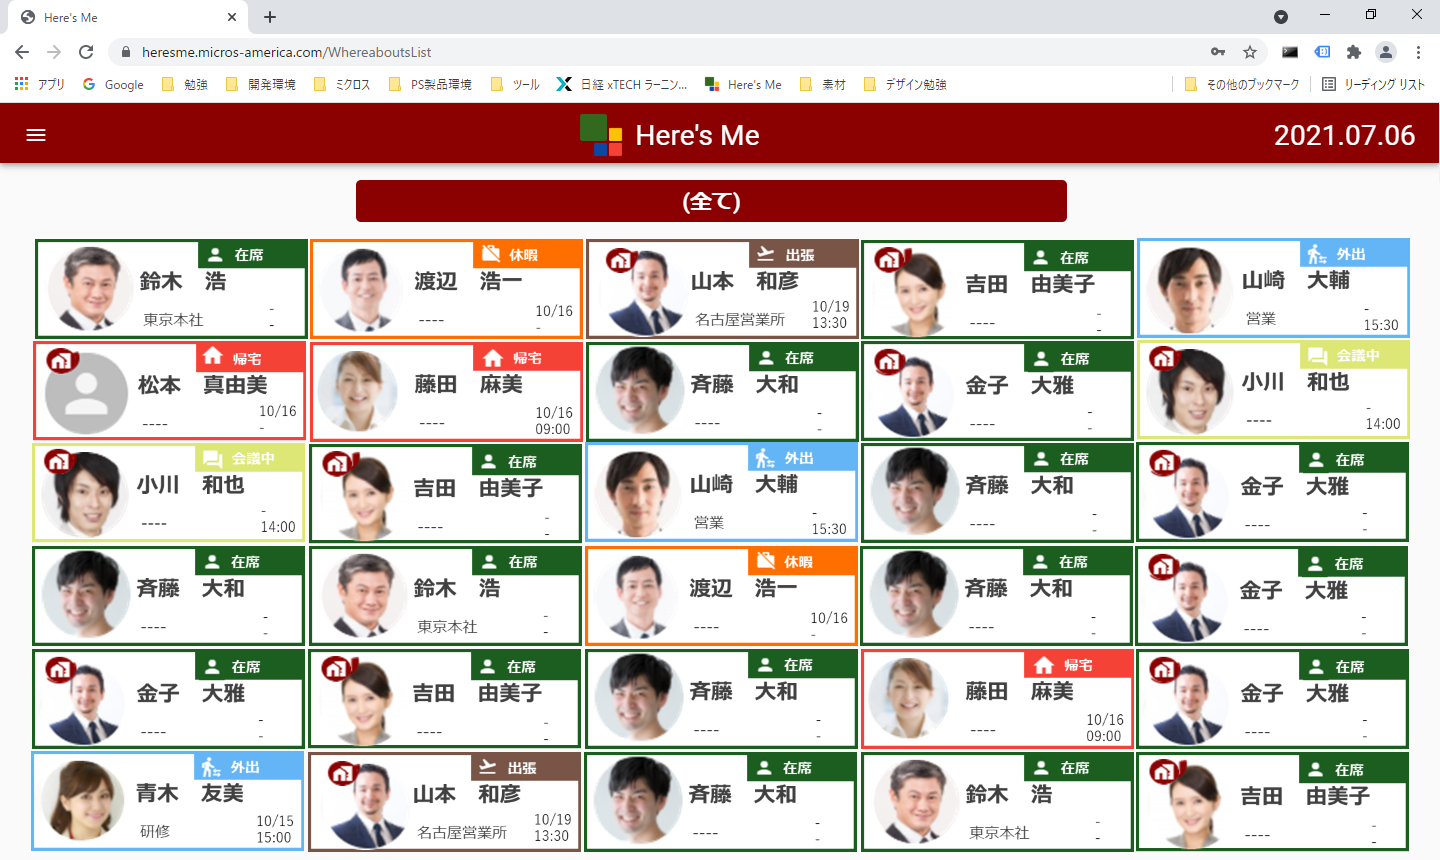 Here's Me
heresme.micros-america.com/WhereaboutsList
アプリ Google 勉強 開発環境 ミクロス PS製品環境 ツール 日経 xTECH ラーニン... Here's Me 素材 デザイン勉強 その他のブックマーク リーディング リスト
Here's Me 2021.07.06
(全て)
在席
鈴木 浩
-
東京本社 -
休暇
渡辺 浩一
10/16
---- -
出張
山本 和彦
10/19
名古屋営業所 13:30
在席
吉田 由美子
-
---- -
外出
山崎 大輔
-
営業 15:30
帰宅
松本 真由美
10/16
---- -
帰宅
藤田 麻美
10/16
---- 09:00
在席
斉藤 大和
-
---- -
在席
金子 大雅
-
---- -
会議中
小川 和也
-
---- 14:00
会議中
小川 和也
-
---- 14:00
在席
吉田 由美子
-
---- -
外出
山崎 大輔
-
営業 15:30
在席
斉藤 大和
-
---- -
在席
金子 大雅
-
---- -
在席
斉藤 大和
-
---- -
在席
鈴木 浩
-
東京本社 -
休暇
渡辺 浩一
10/16
---- -
在席
斉藤 大和
-
---- -
在席
金子 大雅
-
---- -
在席
金子 大雅
-
---- -
在席
吉田 由美子
-
---- -
在席
斉藤 大和
-
---- -
帰宅
藤田 麻美
10/16
---- 09:00
在席
金子 大雅
-
---- -
外出
青木 友美
10/15
研修 15:00
出張
山本 和彦
10/19
名古屋営業所 13:30
在席
斉藤 大和
-
---- -
在席
鈴木 浩
-
東京本社 -
在席
吉田 由美子
-
---- -